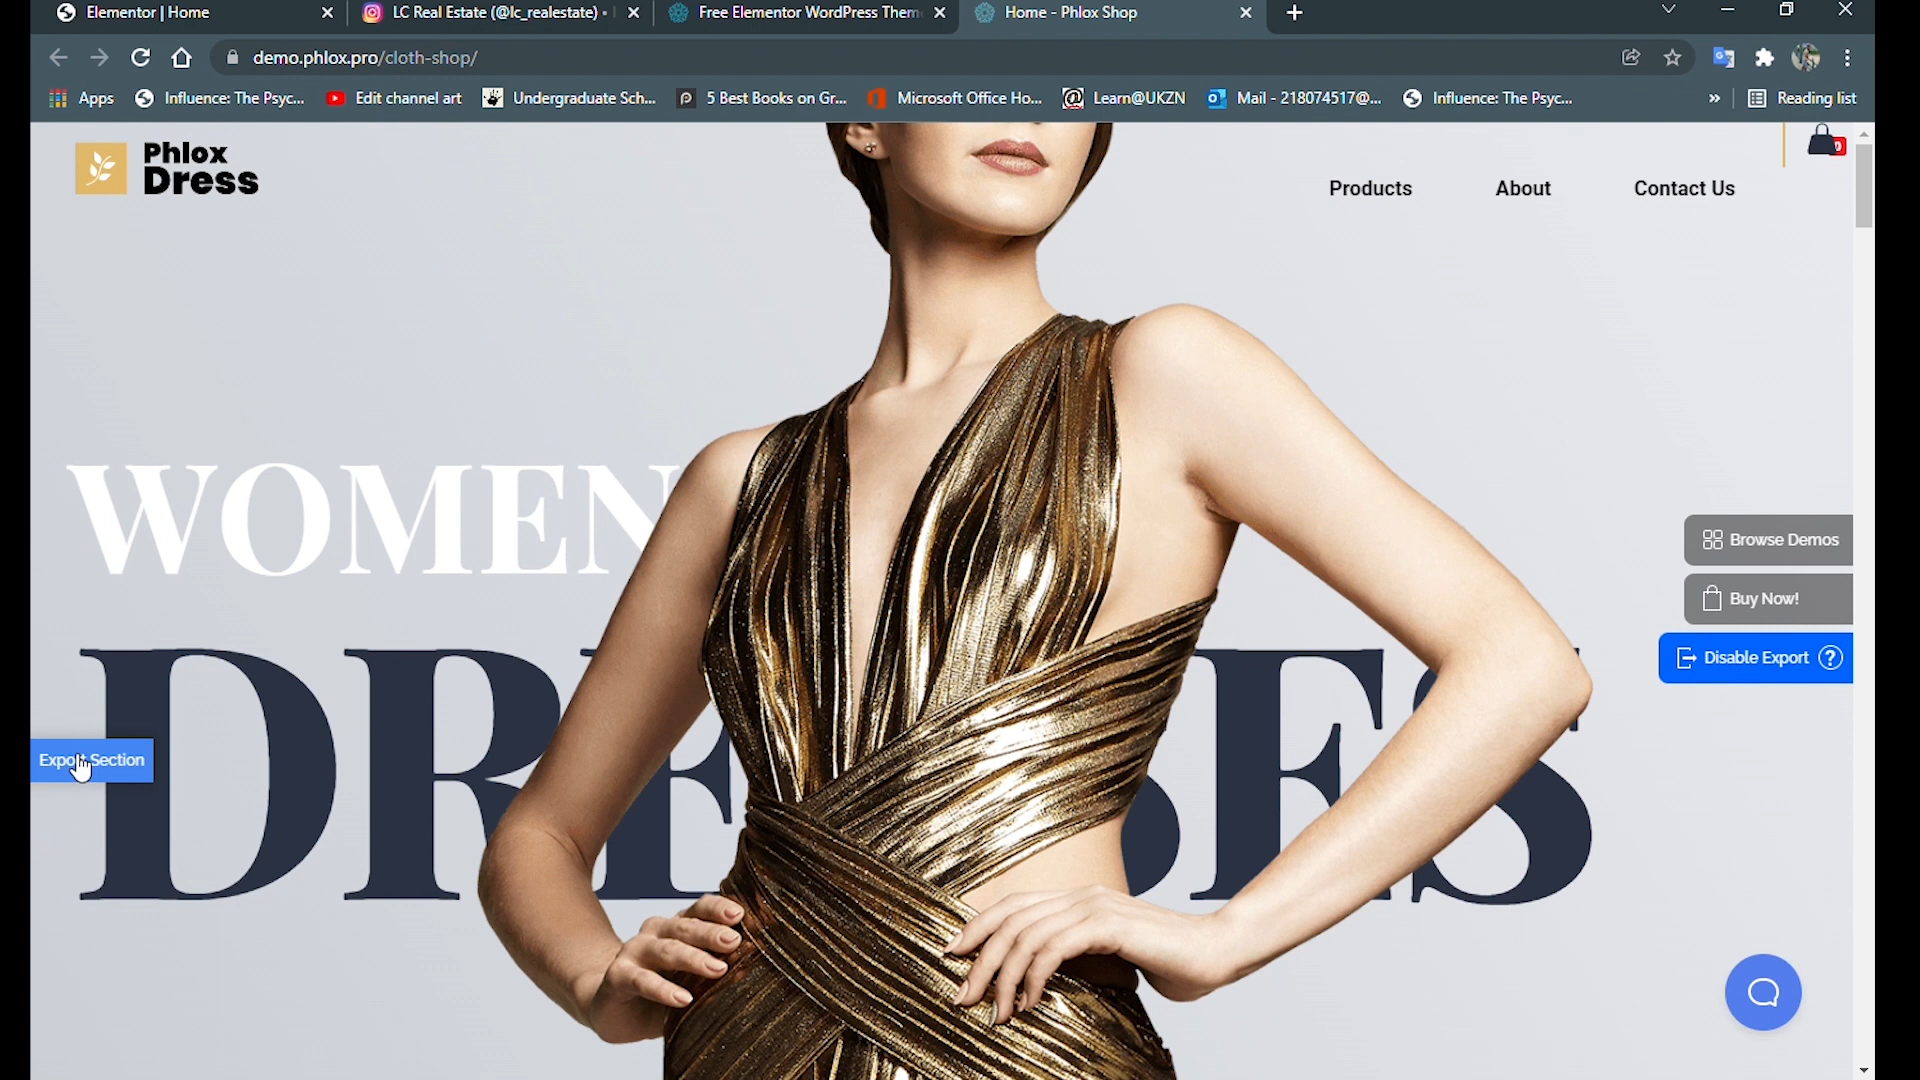 Elementor | Home
LC Real Estate (@lc_realestate) •
Free Elementor WordPress Them
Home - Phlox Shop
demo.phlox.pro/cloth-shop/
Apps
Influence: The Psyc...
Edit channel art
Undergraduate Sch...
5 Best Books on Gr...
Microsoft Office Ho...
Learn@UKZN
Mail - 218074517@...
Influence: The Psyc...
»
Reading list
Phlox
Dress
Products
About
Contact Us
0
WOMEN
DRESSES
Browse Demos
Buy Now!
Disable Export ?
Export Section